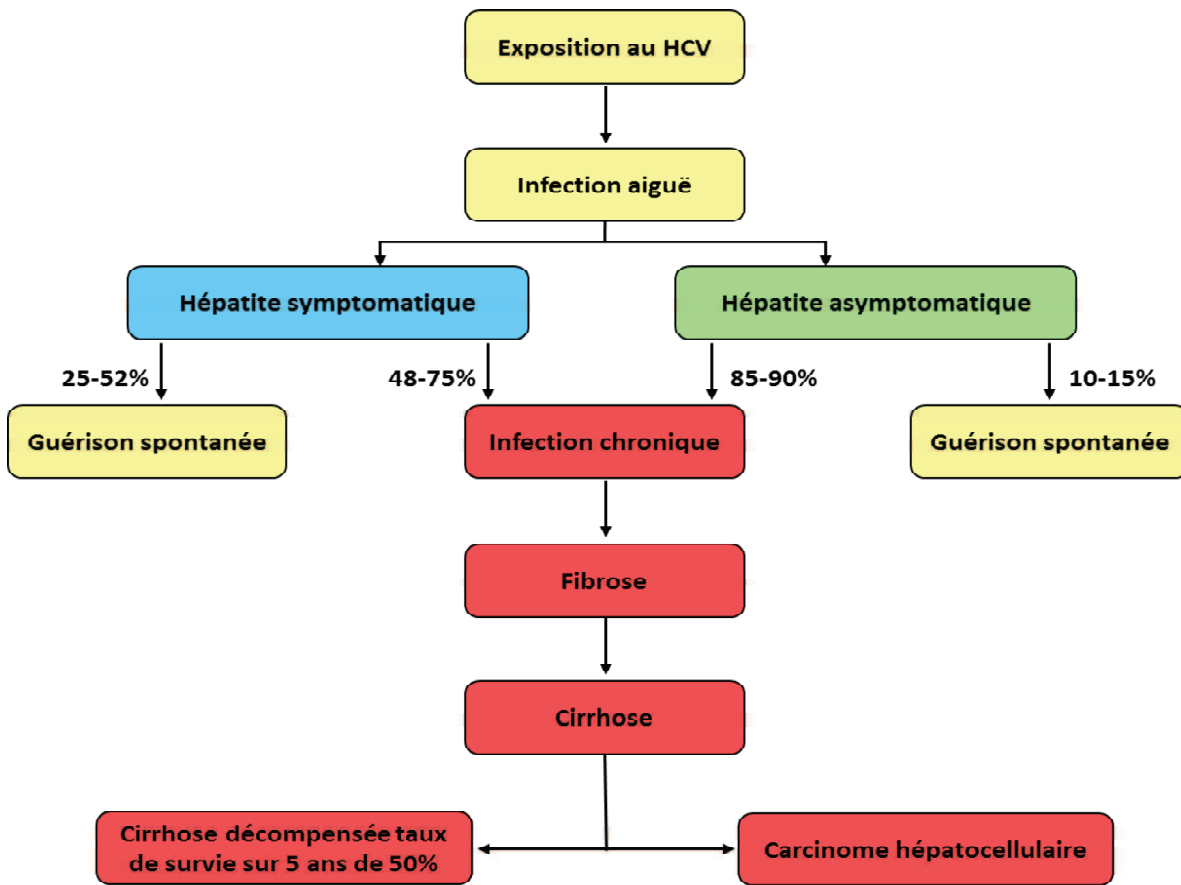 Exposition au HCV
Infection aiguë
Hépatite symptomatique
Hépatite asymptomatique
25-52%
48-75%
85-90%
10-15%
Guérison spontanée
Infection chronique
Guérison spontanée
Fibrose
Cirrhose
Cirrhose décompensée taux
de survie sur 5 ans de 50%
Carcinome hépatocellulaire